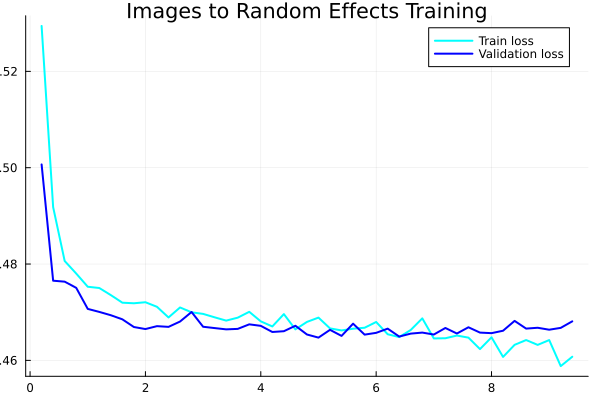 Images to Random Effects Training
Train loss
Validation loss
.52
.50
.48
.46
0 2 4 6 8